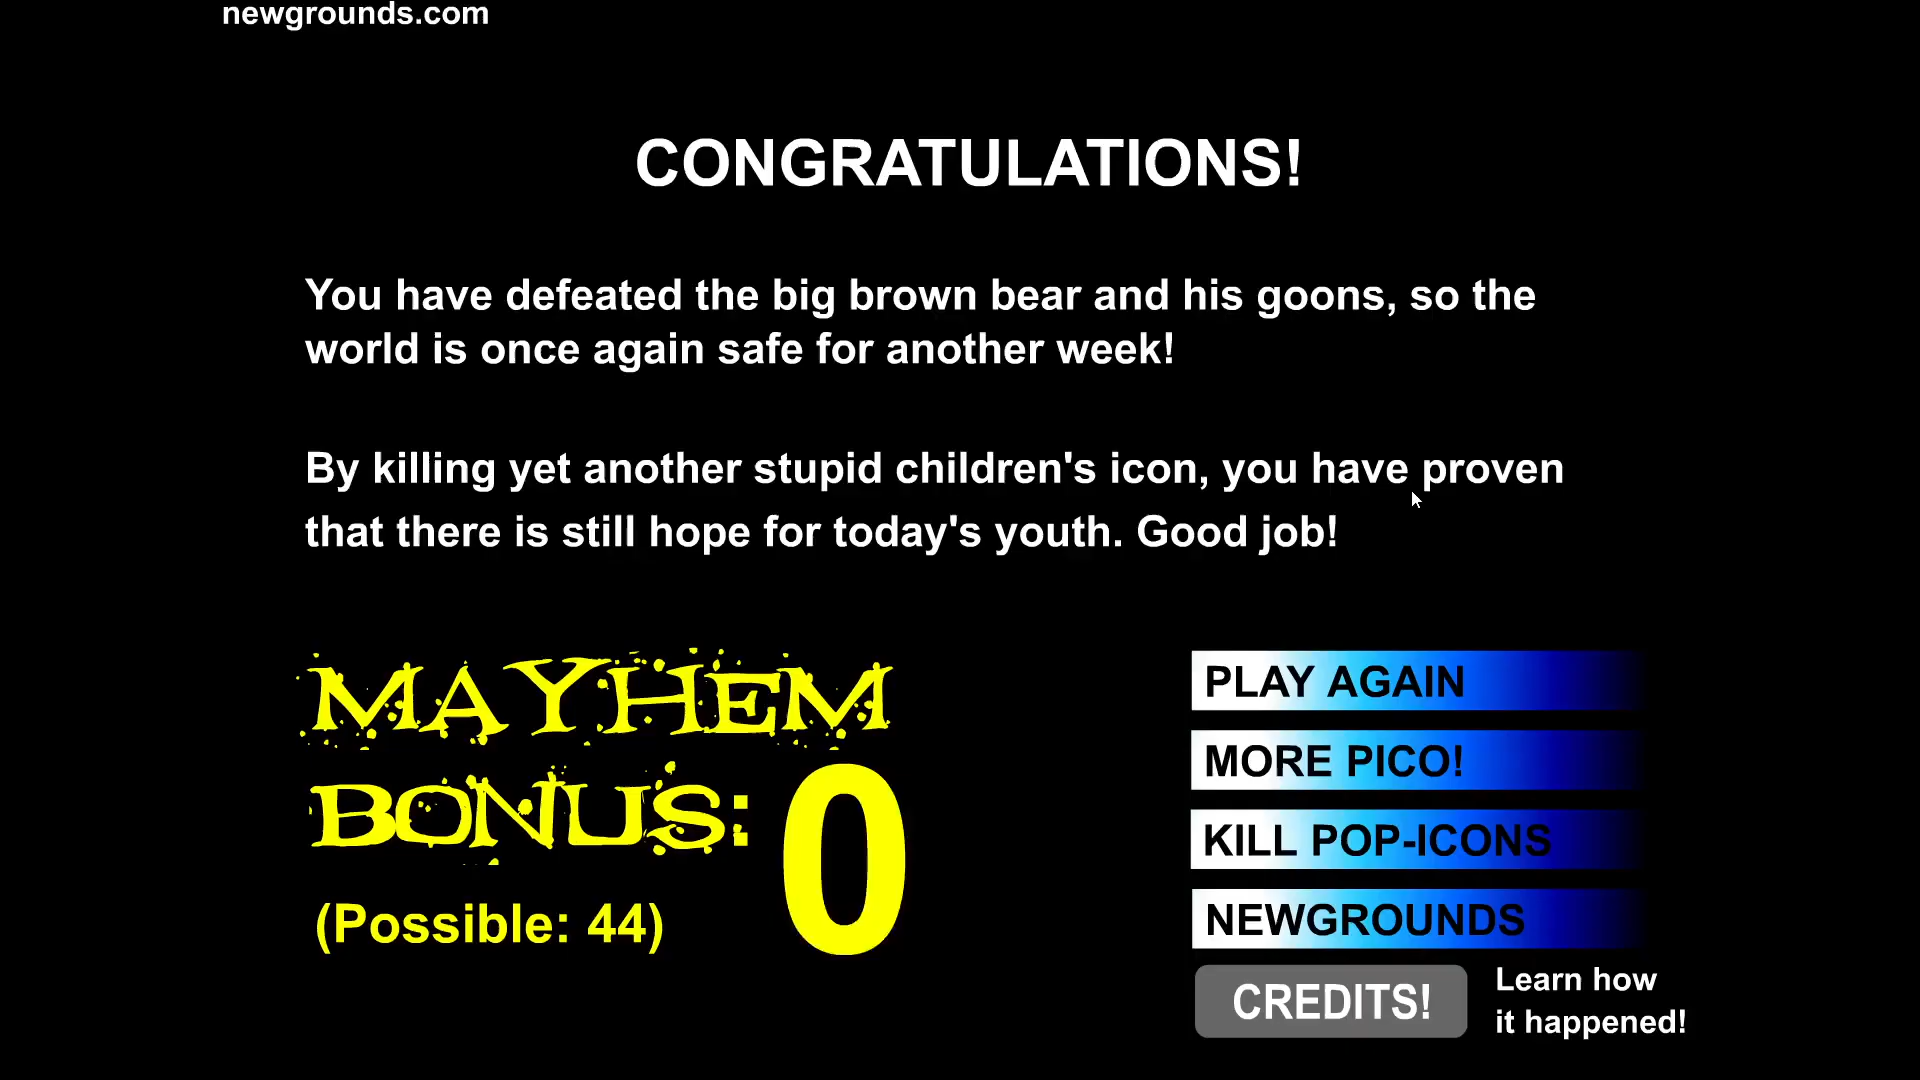 newgrounds.com
CONGRATULATIONS!
You have defeated the big brown bear and his goons, so the
world is once again safe for another week!
By killing yet another stupid children's icon, you have proven
that there is still hope for today's youth. Good job!
MAYHEM
BONUS: 0
(Possible: 44)
PLAY AGAIN
MORE PICO!
KILL POP-ICONS
NEWGROUNDS
CREDITS!
Learn how
it happened!